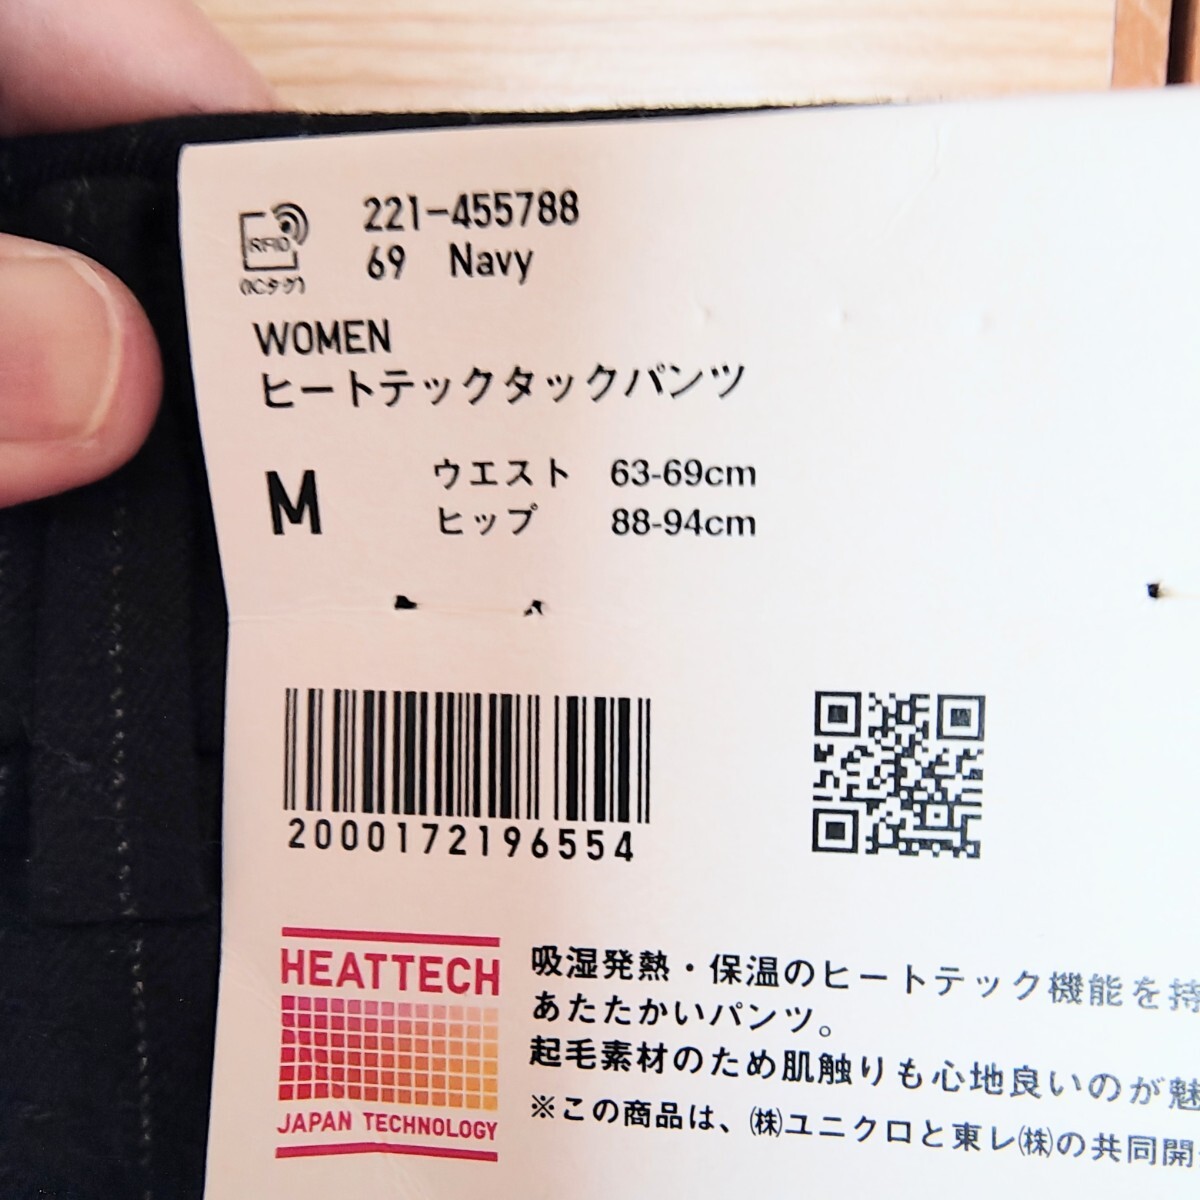 221-455788
RFID
69 Navy
(ICタグ)
WOMEN
ヒートテックタックパンツ
M
ウエスト 63-69cm
ヒップ 88-94cm
2000172196554
HEATTECH
JAPAN TECHNOLOGY
吸湿発熱・保温のヒートテック機能を持
あたたかいパンツ。
起毛素材のため肌触りも心地良いのが魅
※この商品は、㈱ユニクロと東レ㈱の共同開